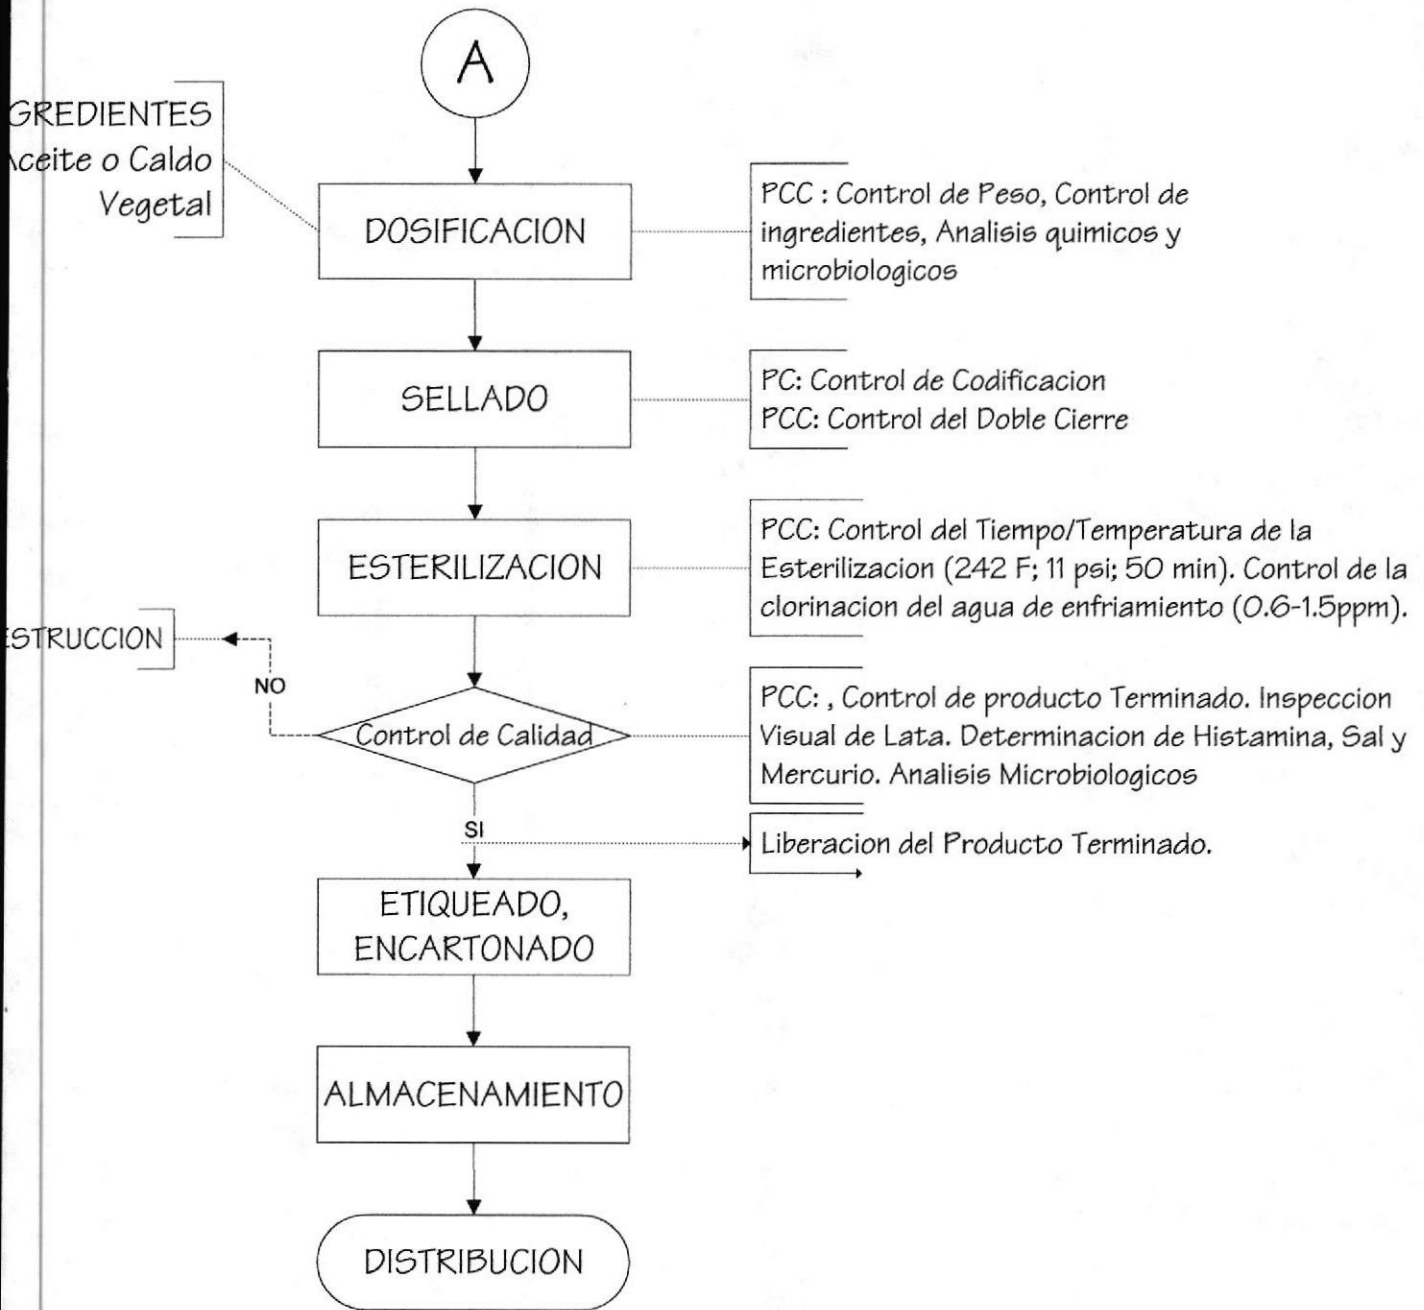 A
GREDIENTES
Aceite o Caldo
Vegetal
DOSIFICACION
PCC : Control de Peso, Control de
ingredientes, Analisis quimicos y
microbiologicos
SELLADO
PC: Control de Codificacion
PCC: Control del Doble Cierre
ESTERILIZACION
PCC: Control del Tiempo/Temperatura de la
Esterilizacion (242 F; 11 psi; 50 min). Control de la
clorinacion del agua de enfriamiento (0.6-1.5ppm).
ESTRUCCION
NO
Control de Calidad
PCC: , Control de producto Terminado. Inspeccion
Visual de Lata. Determinacion de Histamina, Sal y
Mercurio. Analisis Microbiologicos
SI
Liberacion del Producto Terminado.
ETIQUEADO,
ENCARTONADO
ALMACENAMIENTO
DISTRIBUCION